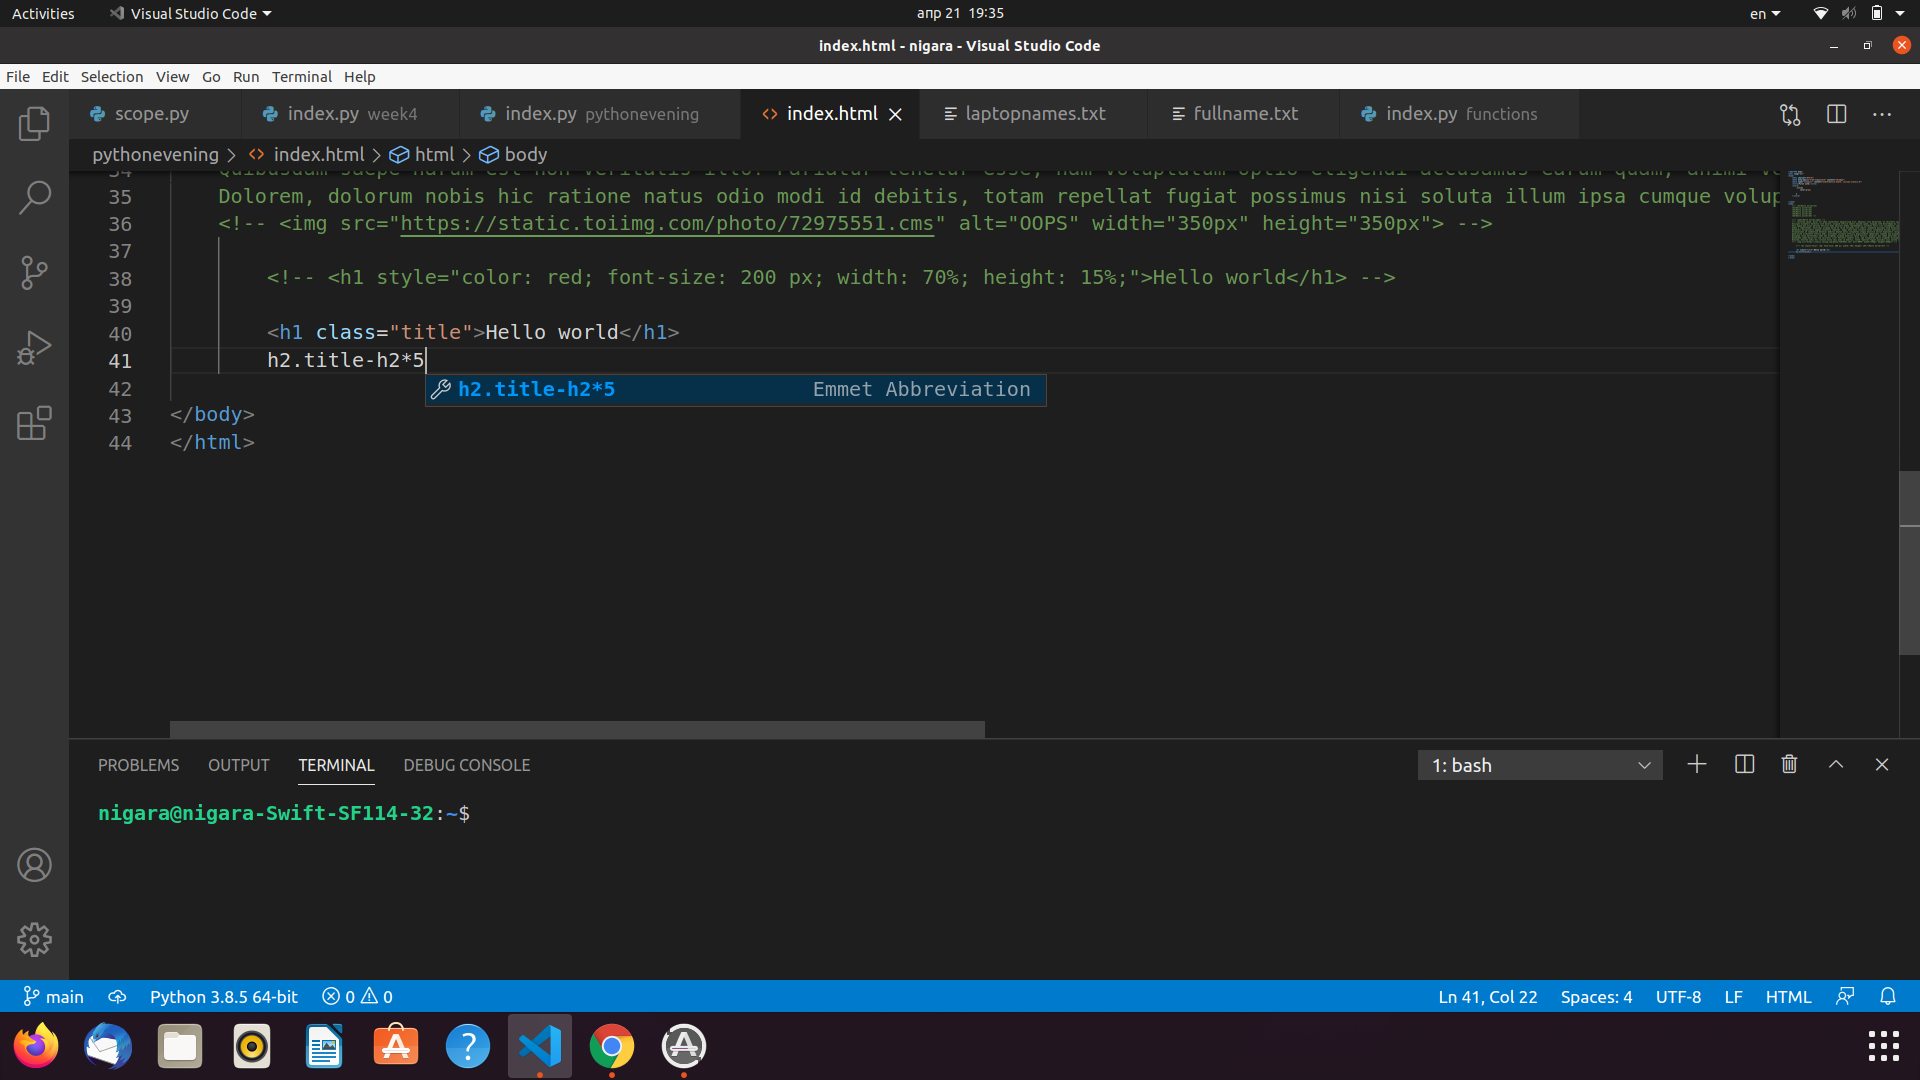 Activities Visual Studio Code апр 21 19:35 en
index.html - nigara - Visual Studio Code
File Edit Selection View Go Run Terminal Help
scope.py index.py week4 index.py pythonevening index.html laptopnames.txt fullname.txt index.py functions
pythonevening > index.html > html > body
35 Dolorem, dolorum nobis hic ratione natus odio modi id debitis, totam repellat fugiat possimus nisi soluta illum ipsa cumque volup
36 <!-- <img src="https://static.toiimg.com/photo/72975551.cms" alt="OOPS" width="350px" height="350px"> -->
37
38 <!-- <h1 style="color: red; font-size: 200 px; width: 70%; height: 15%;">Hello world</h1> -->
39
40 <h1 class="title">Hello world</h1>
41 h2.title-h2*5
h2.title-h2*5 Emmet Abbreviation
42
43 </body>
44 </html>
PROBLEMS OUTPUT TERMINAL DEBUG CONSOLE 1: bash
nigara@nigara-Swift-SF114-32:~$
main Python 3.8.5 64-bit 0 0 Ln 41, Col 22 Spaces: 4 UTF-8 LF HTML